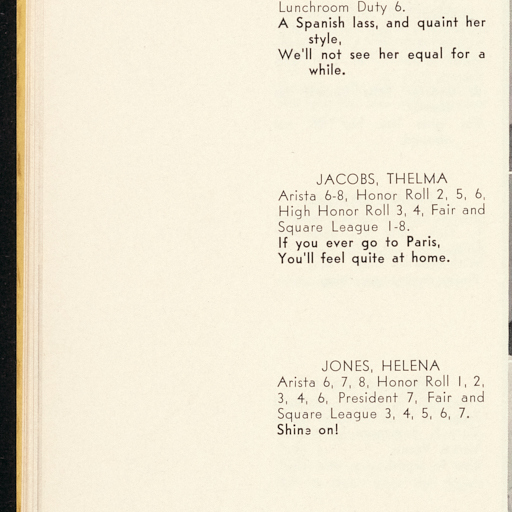 Lunchroom Duty 6.
A Spanish lass, and quaint her
style,
We'll not see her equal for a
while.
JACOBS, THELMA
Arista 6-8, Honor Roll 2, 5, 6,
High Honor Roll 3, 4, Fair and
Square League 1-8.
If you ever go to Paris,
You'll feel quite at home.
JONES, HELENA
Arista 6, 7, 8, Honor Roll 1, 2,
3, 4, 6, President 7, Fair and
Square League 3, 4, 5, 6, 7.
Shine on!